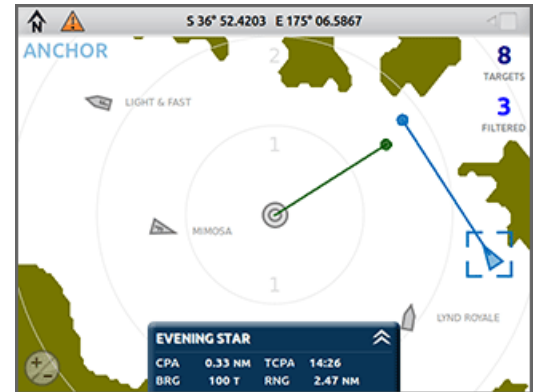 S 36° 52.4203 E 175° 06.5867
ANCHOR
2
8
TARGETS
LIGHT & FAST
3
FILTERED
1
MIMOSA
1
LYND ROYALE
EVENING STAR
CPA 0.33 NM TCPA 14:26
BRG 100 T RNG 2.47 NM